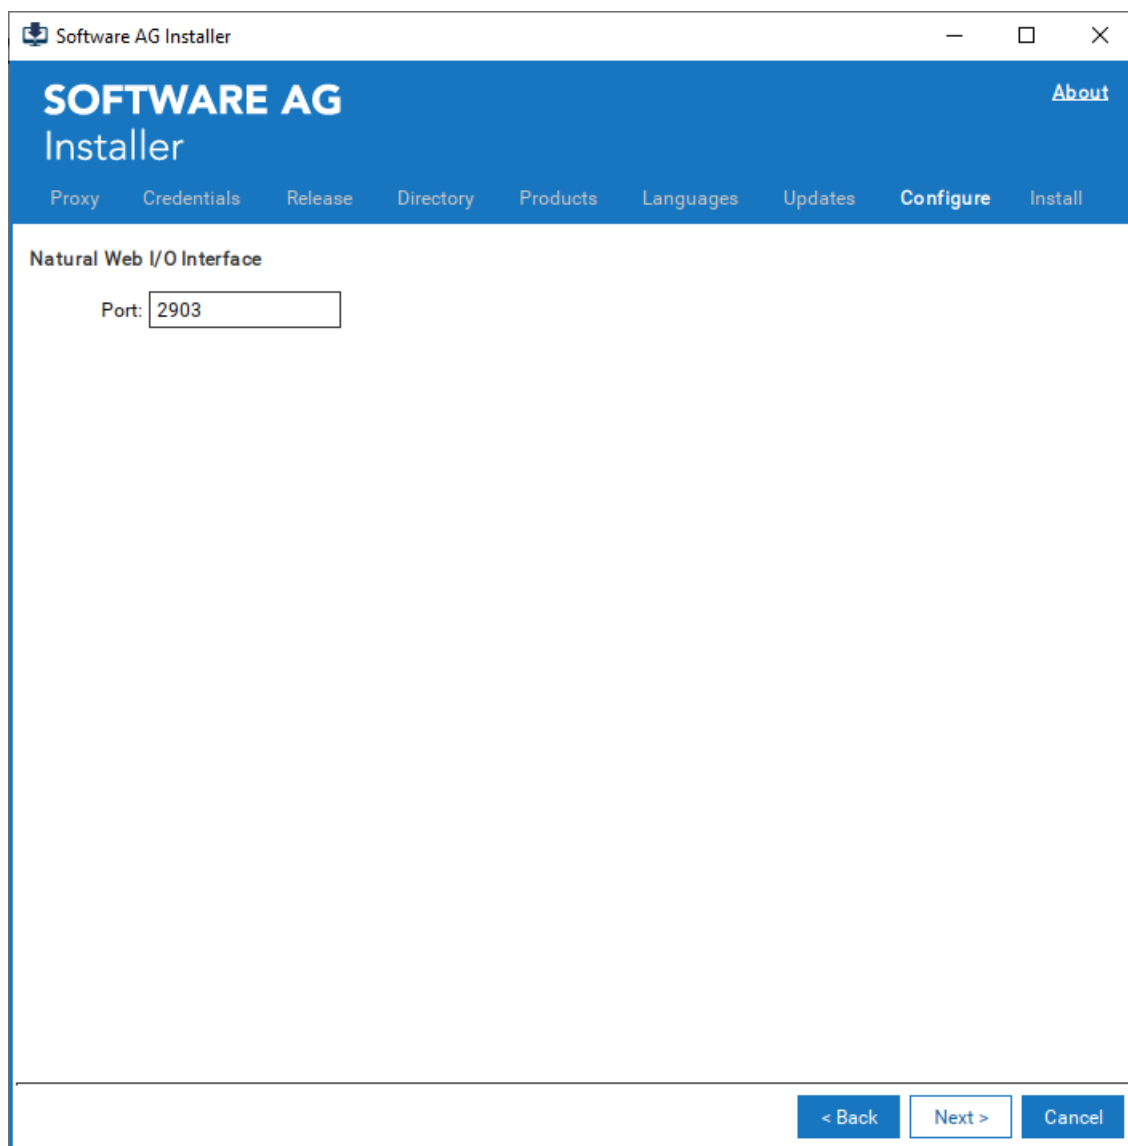 Software AG Installer
SOFTWARE AG
Installer
About
Proxy Credentials Release Directory Products Languages Updates Configure Install
Natural Web I/O Interface
Port: 2903
< Back Next > Cancel